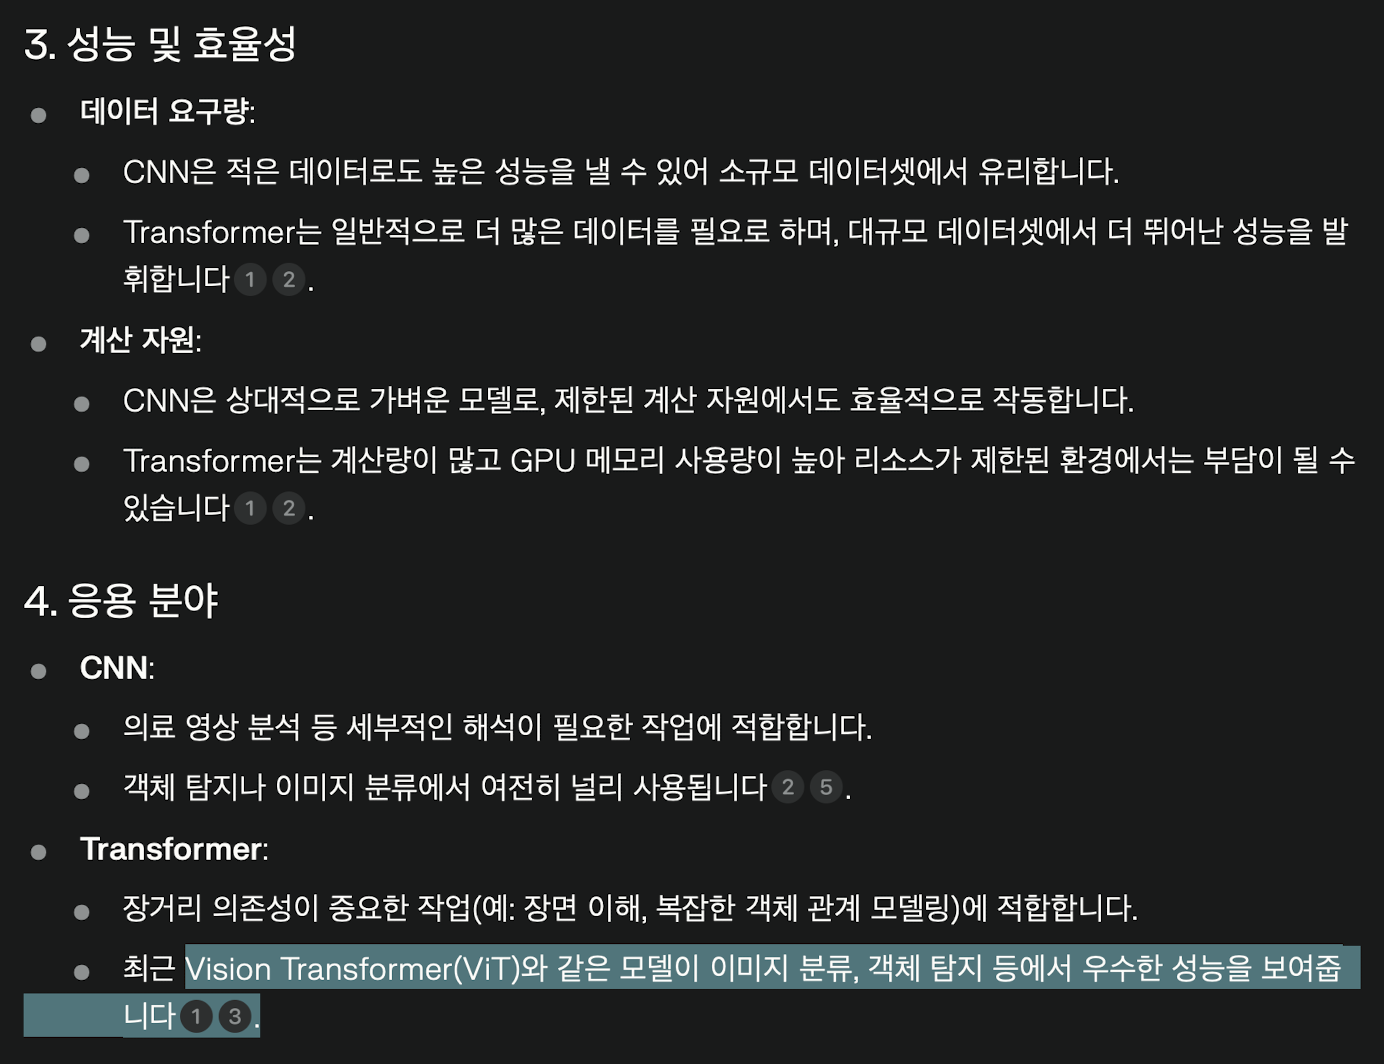 3. 성능 및 효율성
데이터 요구량:
CNN은 적은 데이터로도 높은 성능을 낼 수 있어 소규모 데이터셋에서 유리합니다.
Transformer는 일반적으로 더 많은 데이터를 필요로 하며, 대규모 데이터셋에서 더 뛰어난 성능을 발
휘합니다 1 2 .
계산 자원:
CNN은 상대적으로 가벼운 모델로, 제한된 계산 자원에서도 효율적으로 작동합니다.
Transformer는 계산량이 많고 GPU 메모리 사용량이 높아 리소스가 제한된 환경에서는 부담이 될 수
있습니다 1 2 .
4. 응용 분야
CNN:
의료 영상 분석 등 세부적인 해석이 필요한 작업에 적합합니다.
객체 탐지나 이미지 분류에서 여전히 널리 사용됩니다 2 5 .
Transformer:
장거리 의존성이 중요한 작업(예: 장면 이해, 복잡한 객체 관계 모델링)에 적합합니다.
최근 Vision Transformer(ViT)와 같은 모델이 이미지 분류, 객체 탐지 등에서 우수한 성능을 보여줍
니다 1 3 .